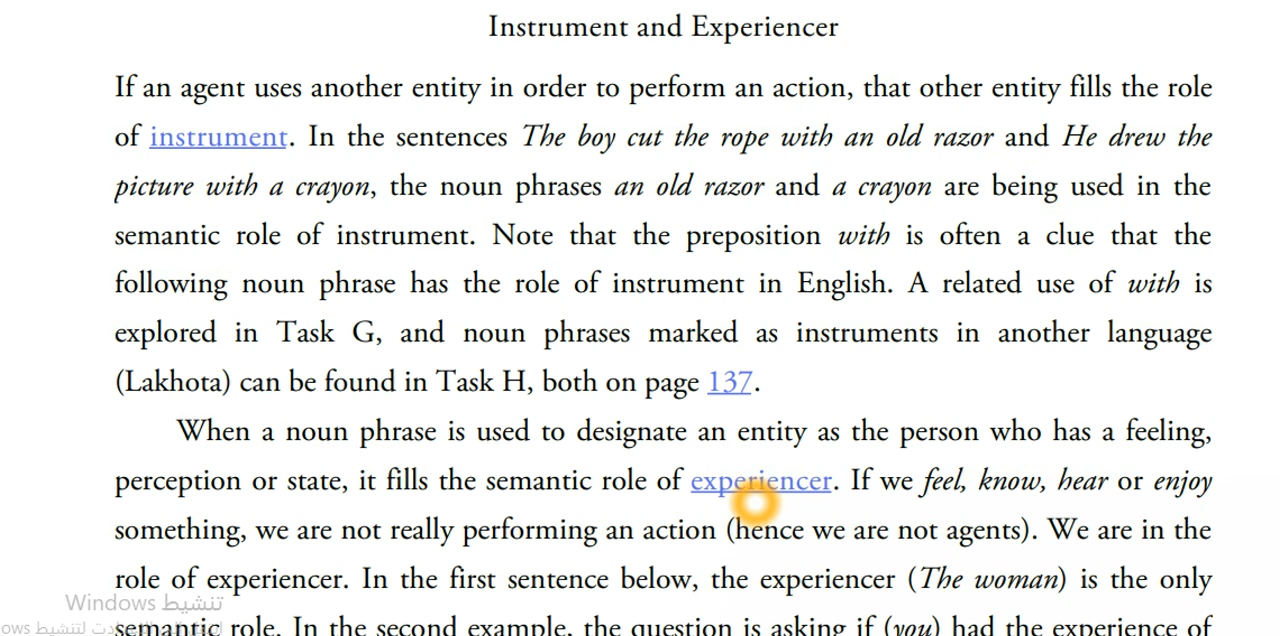 Instrument and Experiencer
If an agent uses another entity in order to perform an action, that other entity fills the role
of instrument. In the sentences The boy cut the rope with an old razor and He drew the
picture with a crayon, the noun phrases an old razor and a crayon are being used in the
semantic role of instrument. Note that the preposition with is often a clue that the
following noun phrase has the role of instrument in English. A related use of with is
explored in Task G, and noun phrases marked as instruments in another language
(Lakhota) can be found in Task H, both on page 137.
When a noun phrase is used to designate an entity as the person who has a feeling,
perception or state, it fills the semantic role of experiencer. If we feel, know, hear or enjoy
something, we are not really performing an action (hence we are not agents). We are in the
role of experiencer. In the first sentence below, the experiencer (The woman) is the only
تنشيط Windows
semantic role. In the second example, the question is asking if (you) had the experience of
لتنشيط